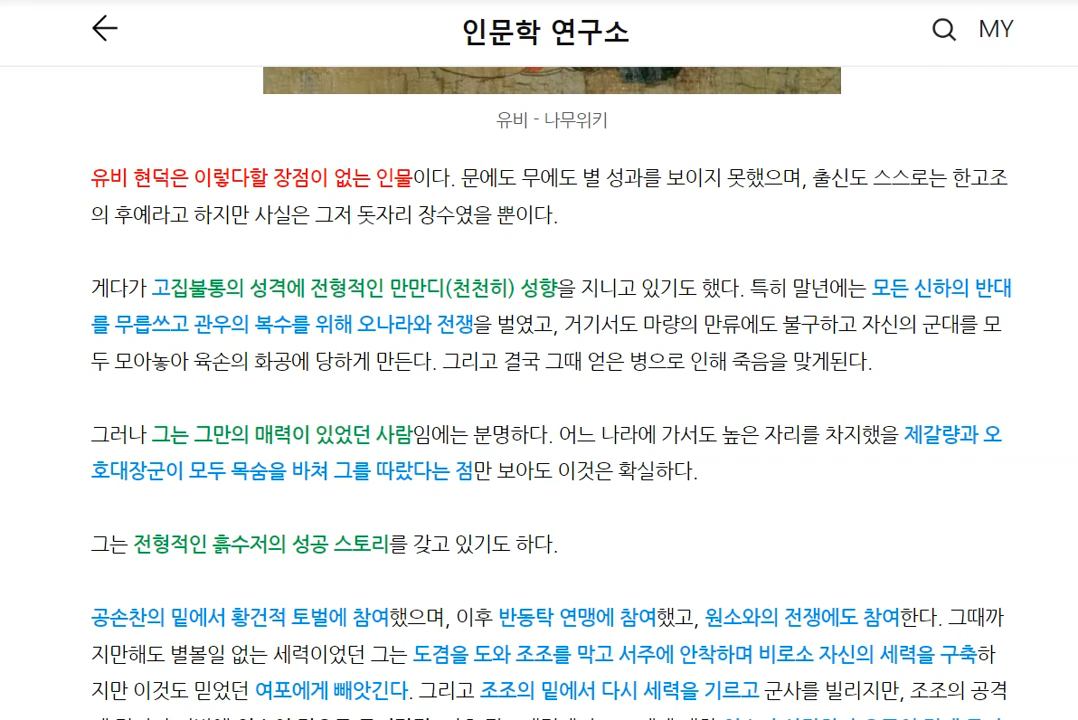 인문학 연구소
MY
유비 - 나무위키
유비 현덕은 이렇다할 장점이 없는 인물이다. 문에도 무에도 별 성과를 보이지 못했으며, 출신도 스스로는 한고조
의 후예라고 하지만 사실은 그저 돗자리 장수였을 뿐이다.
게다가 고집불통의 성격에 전형적인 만만디(천천히) 성향을 지니고 있기도 했다. 특히 말년에는 모든 신하의 반대
를 무릅쓰고 관우의 복수를 위해 오나라와 전쟁을 벌였고, 거기서도 마량의 만류에도 불구하고 자신의 군대를 모
두 모아놓아 육손의 화공에 당하게 만든다. 그리고 결국 그때 얻은 병으로 인해 죽음을 맞게된다.
그러나 그는 그만의 매력이 있었던 사람임에는 분명하다. 어느 나라에 가서도 높은 자리를 차지했을 제갈량과 오
호대장군이 모두 목숨을 바쳐 그를 따랐다는 점만 보아도 이것은 확실하다.
그는 전형적인 흙수저의 성공 스토리를 갖고 있기도 하다.
공손찬의 밑에서 황건적 토벌에 참여했으며, 이후 반동탁 연맹에 참여했고, 원소와의 전쟁에도 참여한다. 그때까
지만해도 별볼일 없는 세력이었던 그는 도겸을 도와 조조를 막고 서주에 안착하며 비로소 자신의 세력을 구축하
지만 이것도 믿었던 여포에게 빼앗긴다. 그리고 조조의 밑에서 다시 세력을 기르고 군사를 빌리지만, 조조의 공격